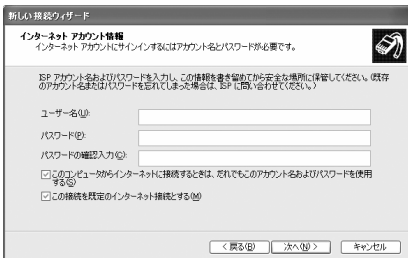 新しい接続ウィザード
インターネット アカウント情報
インターネット アカウントにサインインするにはアカウント名とパスワードが必要です。
ISP アカウント名およびパスワードを入力し、この情報を書き留めてから安全な場所に保管してください。(既存
のアカウント名またはパスワードを忘れてしまった場合は、ISP に問い合わせてください。)
ユーザー名(U):
パスワード(P):
パスワードの確認入力(C):
このコンピュータからインターネットに接続するときは、だれでもこのアカウント名およびパスワードを使用
する(S)
この接続を既定のインターネット接続とする(M)
< 戻る(B)
次へ(N) >
キャンセル